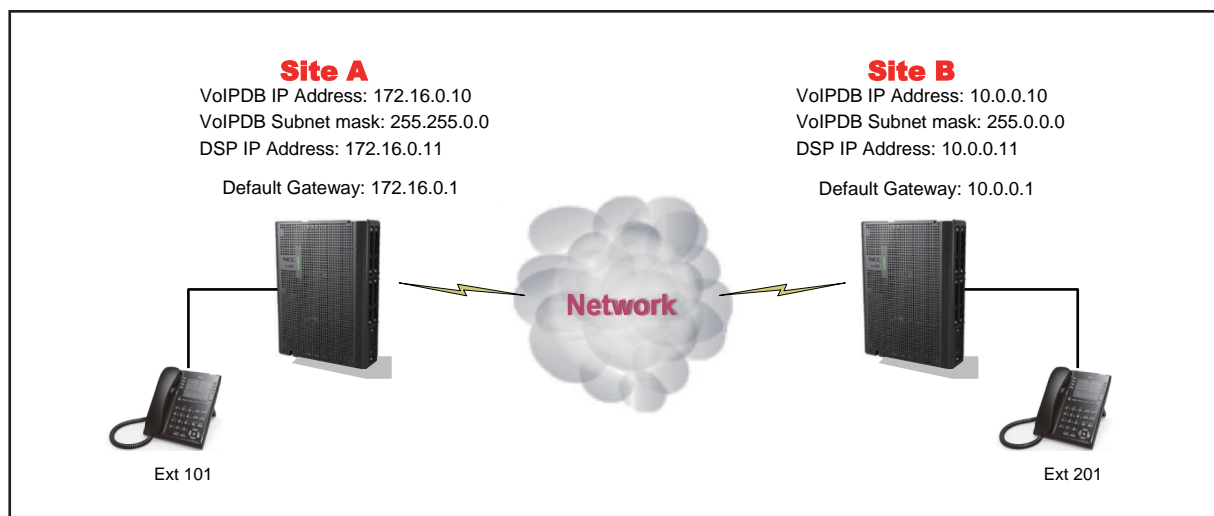 Site A
VoIPDB IP Address: 172.16.0.10
VoIPDB Subnet mask: 255.255.0.0
DSP IP Address: 172.16.0.11
Default Gateway: 172.16.0.1
Site B
VoIPDB IP Address: 10.0.0.10
VoIPDB Subnet mask: 255.0.0.0
DSP IP Address: 10.0.0.11
Default Gateway: 10.0.0.1
NEC
Network
NEC
Ext 101
Ext 201